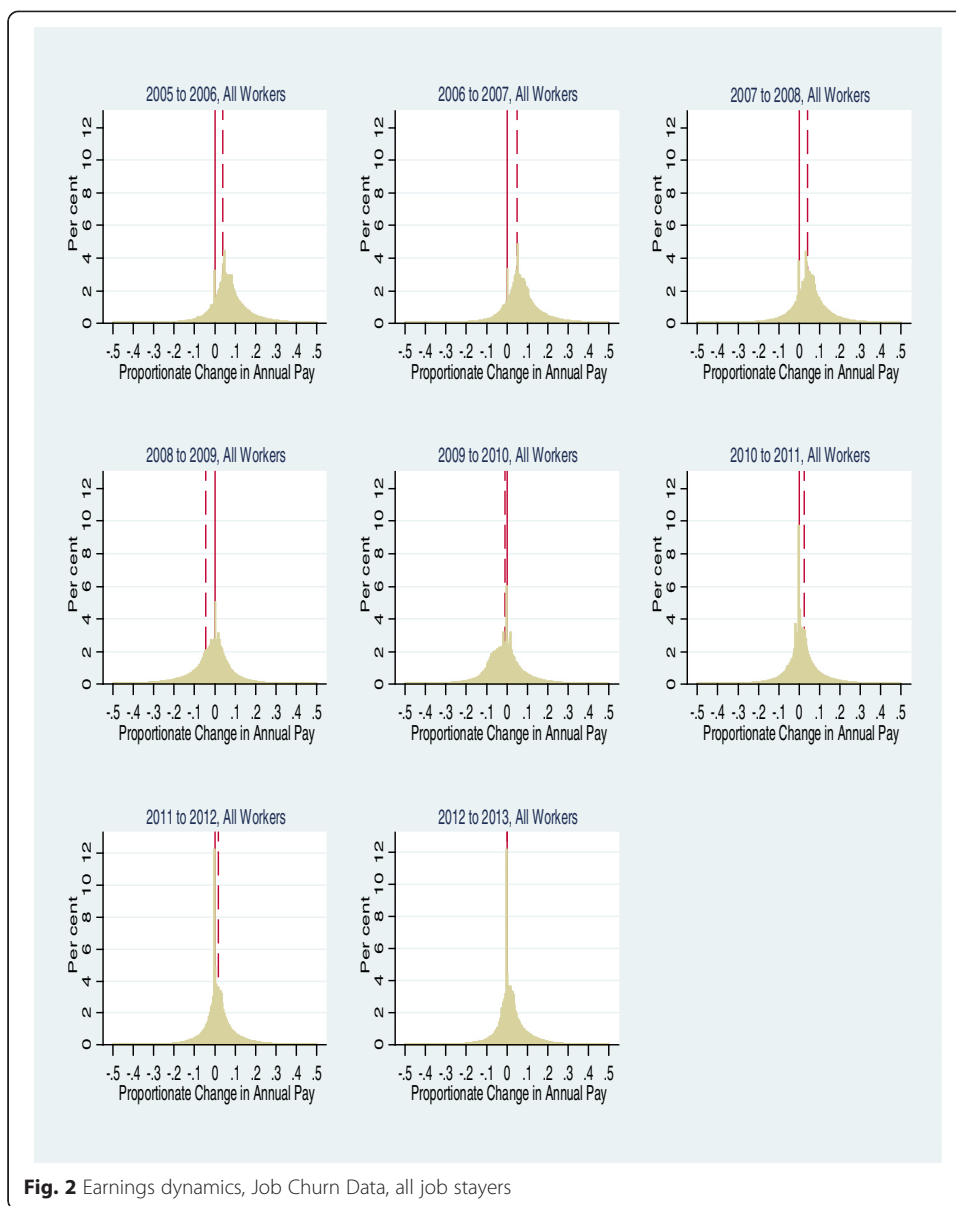 2005 to 2006, All Workers
Per cent
0 2 4 6 8 10 12
-.5 -.4 -.3 -.2 -.1 0 .1 .2 .3 .4 .5
Proportionate Change in Annual Pay
2006 to 2007, All Workers
Per cent
0 2 4 6 8 10 12
-.5 -.4 -.3 -.2 -.1 0 .1 .2 .3 .4 .5
Proportionate Change in Annual Pay
2007 to 2008, All Workers
Per cent
0 2 4 6 8 10 12
-.5 -.4 -.3 -.2 -.1 0 .1 .2 .3 .4 .5
Proportionate Change in Annual Pay
2008 to 2009, All Workers
Per cent
0 2 4 6 8 10 12
-.5 -.4 -.3 -.2 -.1 0 .1 .2 .3 .4 .5
Proportionate Change in Annual Pay
2009 to 2010, All Workers
Per cent
0 2 4 6 8 10 12
-.5 -.4 -.3 -.2 -.1 0 .1 .2 .3 .4 .5
Proportionate Change in Annual Pay
2010 to 2011, All Workers
Per cent
0 2 4 6 8 10 12
-.5 -.4 -.3 -.2 -.1 0 .1 .2 .3 .4 .5
Proportionate Change in Annual Pay
2011 to 2012, All Workers
Per cent
0 2 4 6 8 10 12
-.5 -.4 -.3 -.2 -.1 0 .1 .2 .3 .4 .5
Proportionate Change in Annual Pay
2012 to 2013, All Workers
Per cent
0 2 4 6 8 10 12
-.5 -.4 -.3 -.2 -.1 0 .1 .2 .3 .4 .5
Proportionate Change in Annual Pay
Fig. 2 Earnings dynamics, Job Churn Data, all job stayers